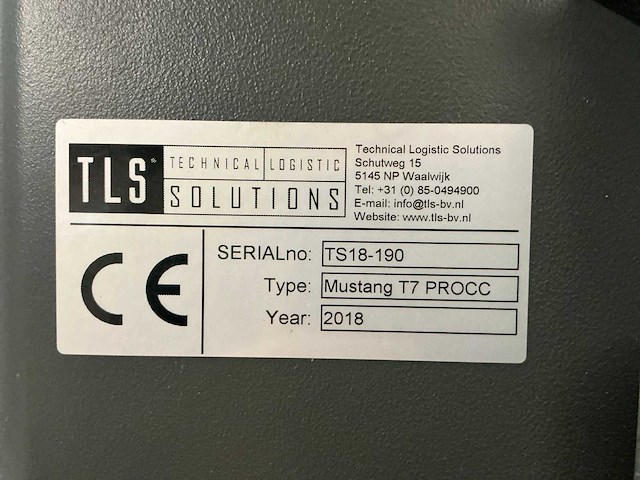 TLS
TECHNICAL LOGISTIC
SOLUTIONS
Technical Logistic Solutions
Schutweg 15
5145 NP Waalwijk
Tel: +31 (0) 85-0494900
E-mail: info@tls-bv.nl
Website: www.tls-bv.nl
CE
SERIALno: TS18-190
Type: Mustang T7 PROCC
Year: 2018